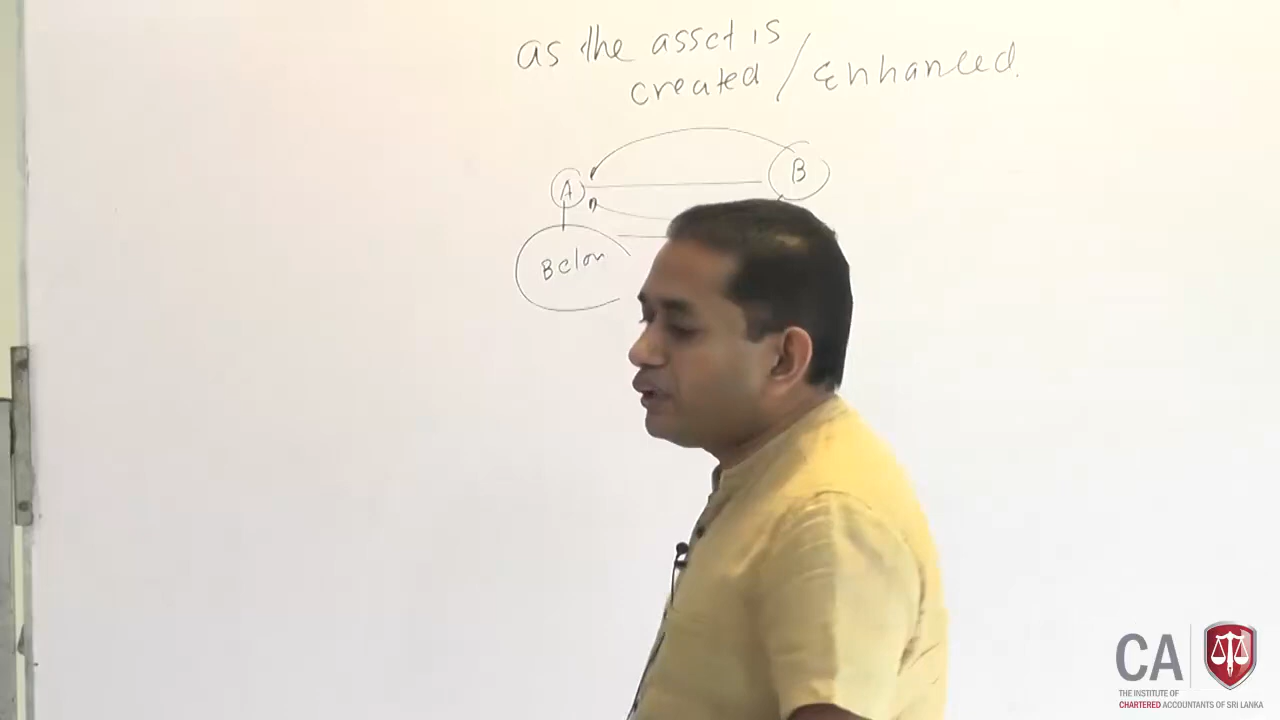 as the asset is
created / Enhanced.
A
B
Belon
CA
THE INSTITUTE OF
CHARTERED ACCOUNTANTS OF SRI LANKA